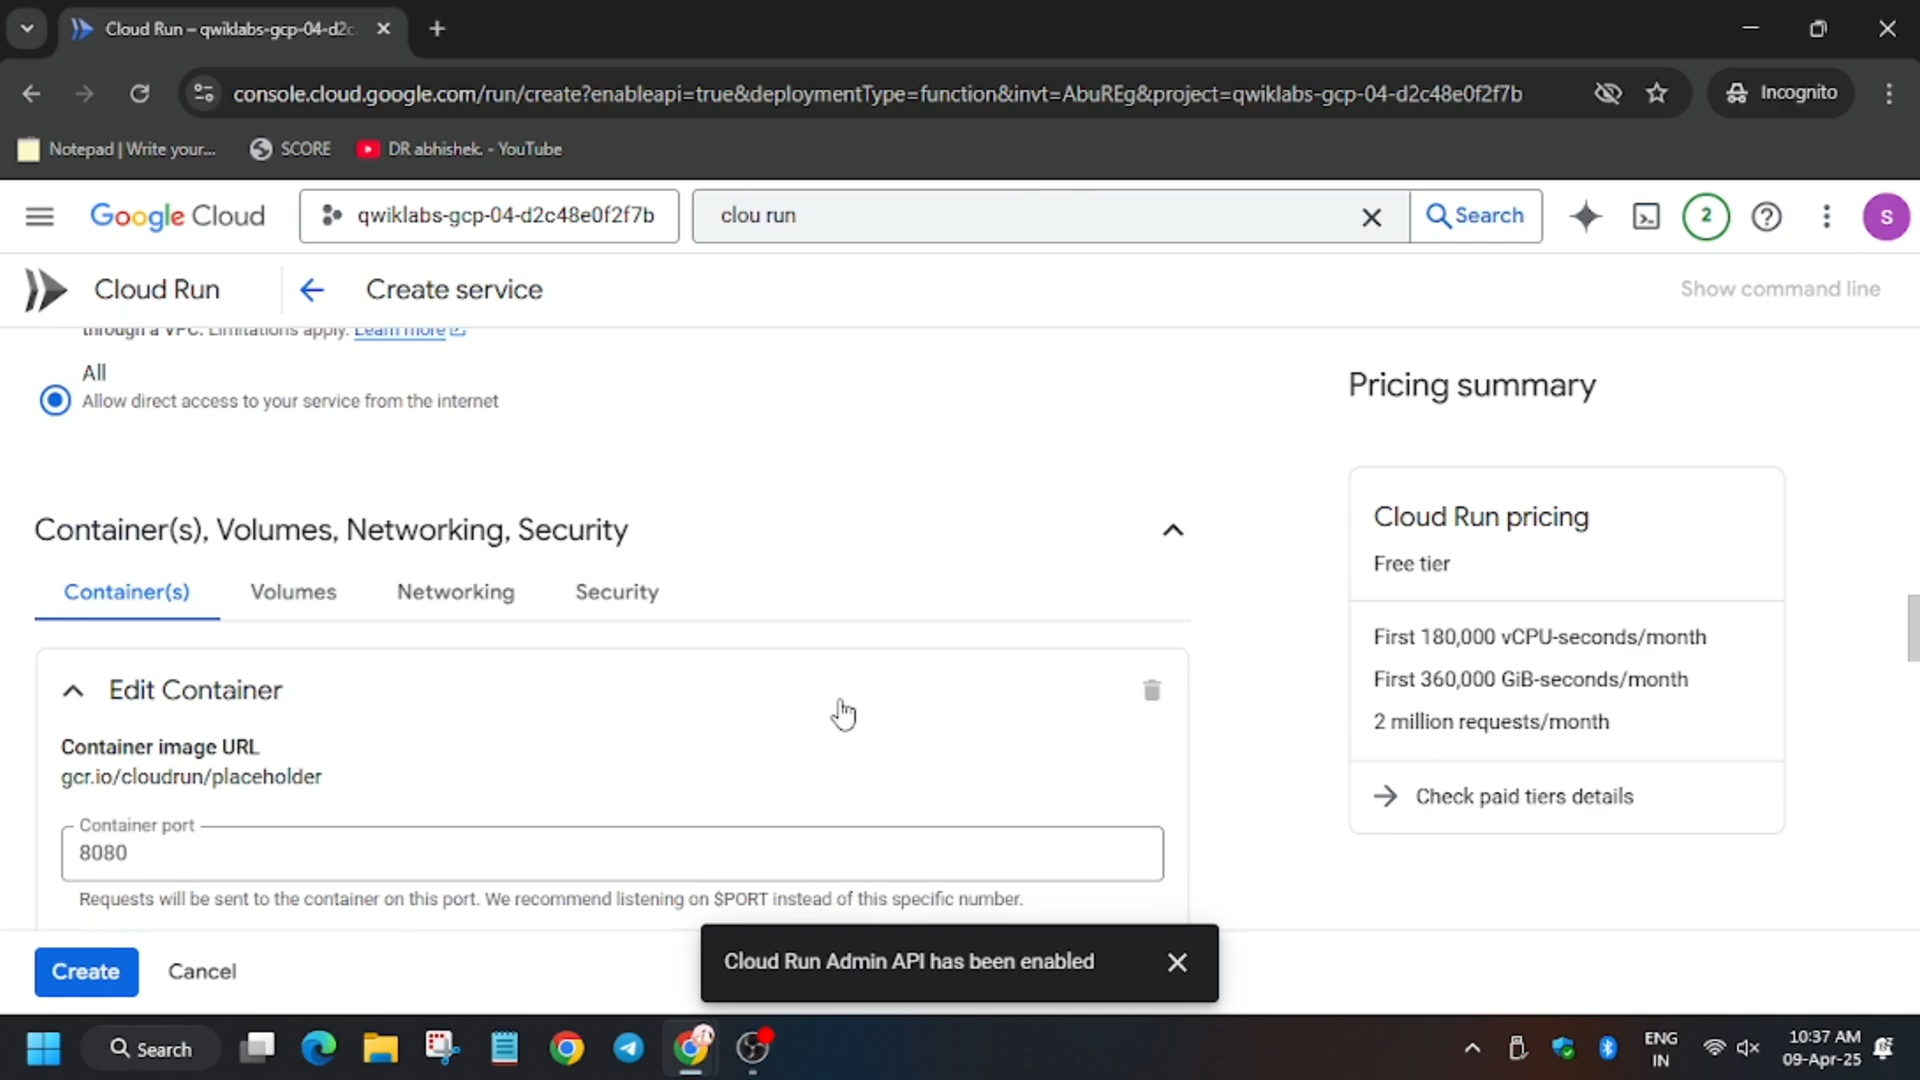 Cloud Run – qwiklabs-gcp-04-d2c
console.cloud.google.com/run/create?enableapi=true&deploymentType=function&invt=AbuREg&project=qwiklabs-gcp-04-d2c48e0f2f7b
Incognito
Notepad | Write your...
SCORE
DR abhishek. - YouTube
Google Cloud
qwiklabs-gcp-04-d2c48e0f2f7b
clou run
Search
2
S
Cloud Run
Create service
Show command line
through a VPC. Limitations apply. Learn more
All
Allow direct access to your service from the internet
Container(s), Volumes, Networking, Security
Container(s)
Volumes
Networking
Security
Edit Container
Container image URL
gcr.io/cloudrun/placeholder
Container port
8080
Requests will be sent to the container on this port. We recommend listening on $PORT instead of this specific number.
Pricing summary
Cloud Run pricing
Free tier
First 180,000 vCPU-seconds/month
First 360,000 GiB-seconds/month
2 million requests/month
Check paid tiers details
Create
Cancel
Cloud Run Admin API has been enabled
Search
ENG
IN
10:37 AM
09-Apr-25